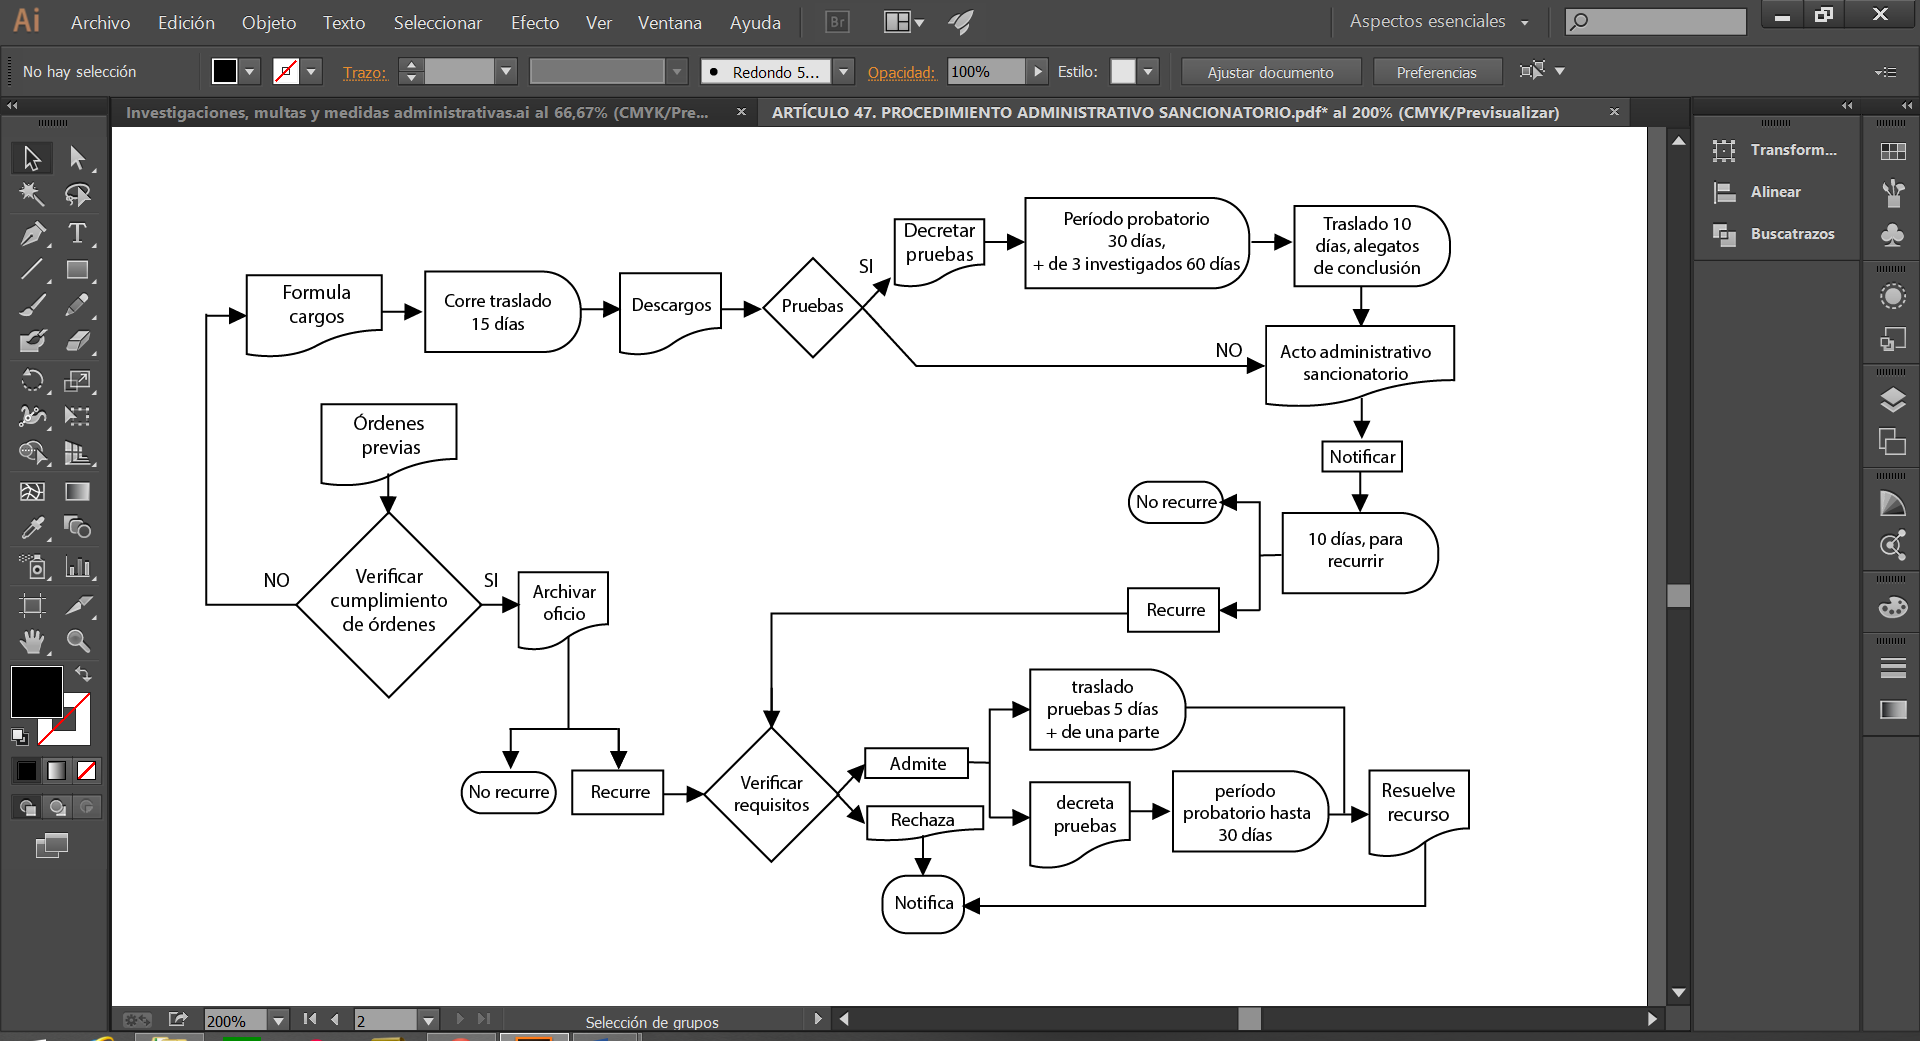 Ai Archivo Edición Objeto Texto Seleccionar Efecto Ver Ventana Ayuda Br Aspectos esenciales
No hay selección Trazo: Redondo 5... Opacidad: 100% Estilo: Ajustar documento Preferencias
Investigaciones, multas y medidas administrativas.ai al 66,67% (CMYK/Pre...
ARTÍCULO 47. PROCEDIMIENTO ADMINISTRATIVO SANCIONATORIO.pdf* al 200% (CMYK/Previsualizar)
Transform...
Alinear
Buscatrazos
Formula
cargos
Corre traslado
15 días
Descargos
Pruebas
SI
NO
Decretar
pruebas
Período probatorio
30 días,
+ de 3 investigados 60 días
Traslado 10
días, alegatos
de conclusión
Acto administrativo
sancionatorio
Notificar
10 días, para
recurrir
No recurre
Recurre
Órdenes
previas
Verificar
cumplimiento
de órdenes
NO
SI
Archivar
oficio
No recurre
Recurre
Verificar
requisitos
Admite
Rechaza
Notifica
traslado
pruebas 5 días
+ de una parte
decreta
pruebas
período
probatorio hasta
30 días
Resuelve
recurso
200%
2
Selección de grupos